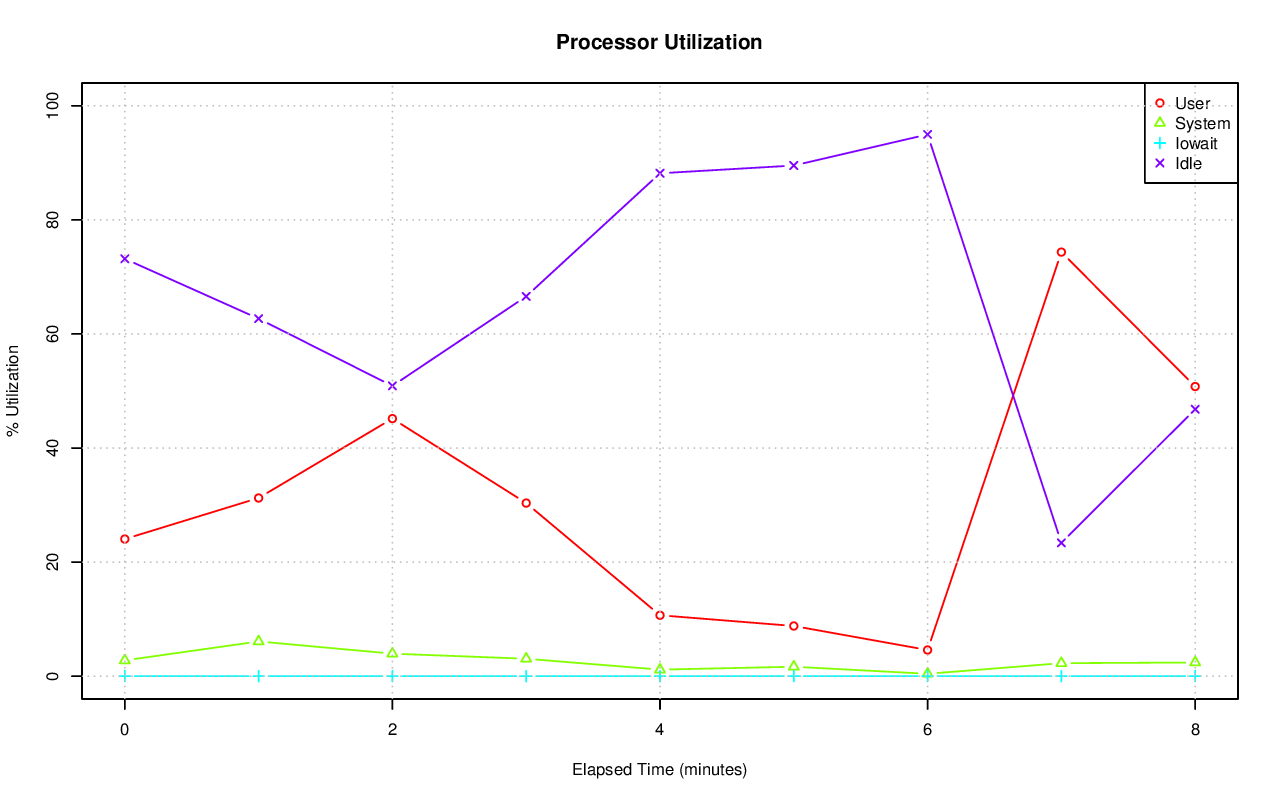 Processor Utilization
100
80
60
40
20
0
% Utilization
User
System
Iowait
Idle
0 2 4 6 8
Elapsed Time (minutes)